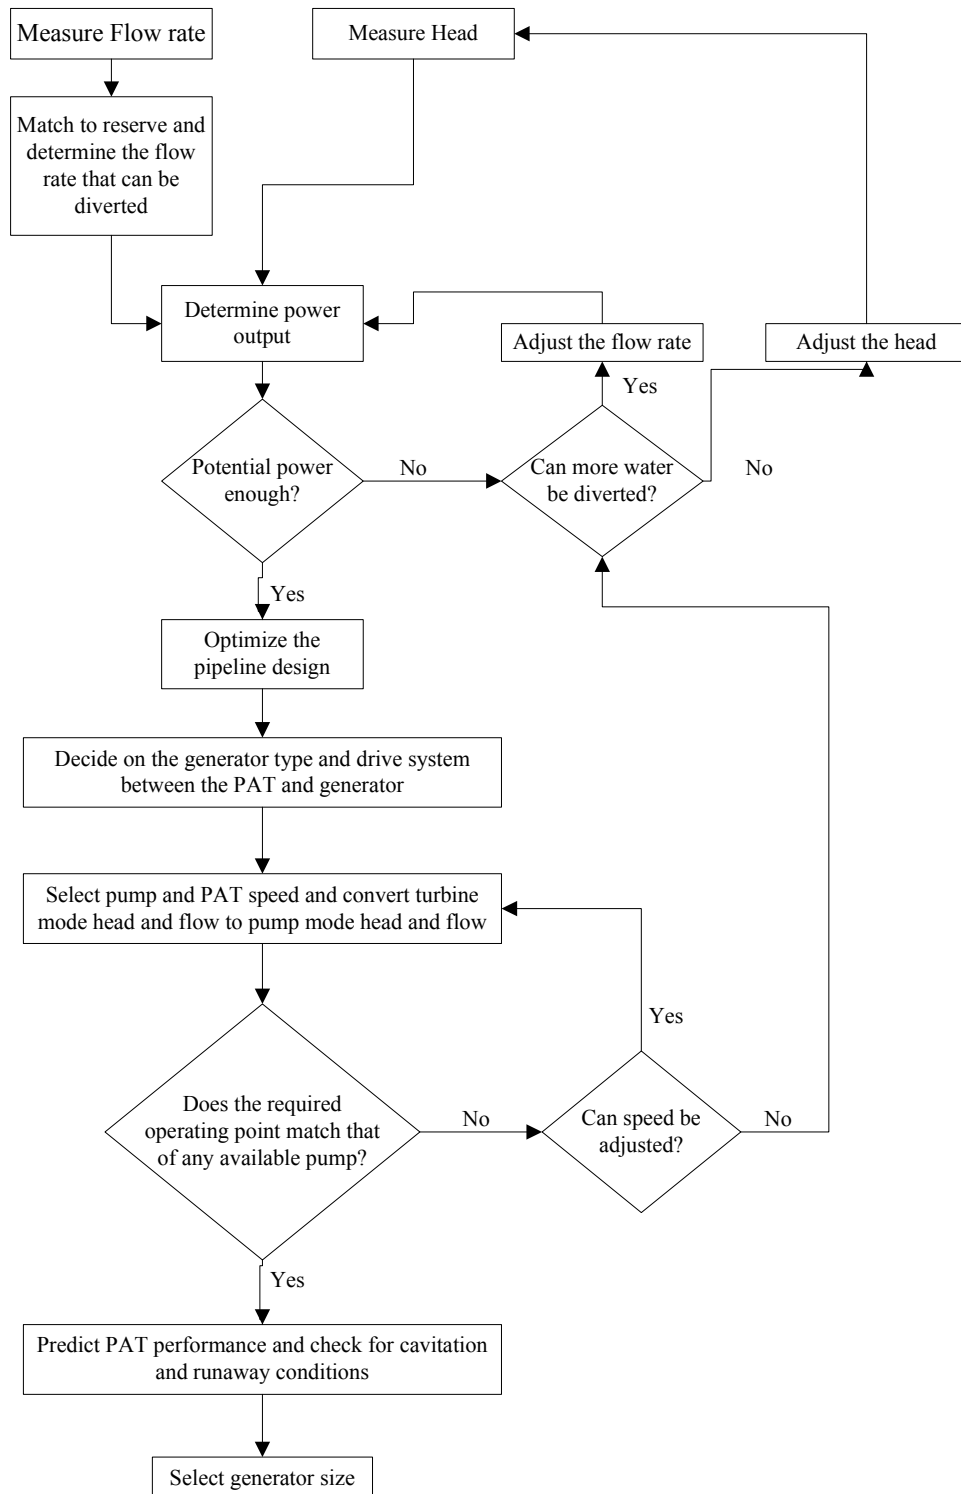 Measure Flow rate
Measure Head
Match to reserve and
determine the flow
rate that can be
diverted
Determine power
output
Adjust the flow rate
Adjust the head
Yes
Potential power
enough?
No
Can more water
be diverted?
No
Yes
Optimize the
pipeline design
Decide on the generator type and drive system
between the PAT and generator
Select pump and PAT speed and convert turbine
mode head and flow to pump mode head and flow
Yes
Does the required
operating point match that
of any available pump?
No
Can speed be
adjusted?
No
Yes
Predict PAT performance and check for cavitation
and runaway conditions
Select generator size